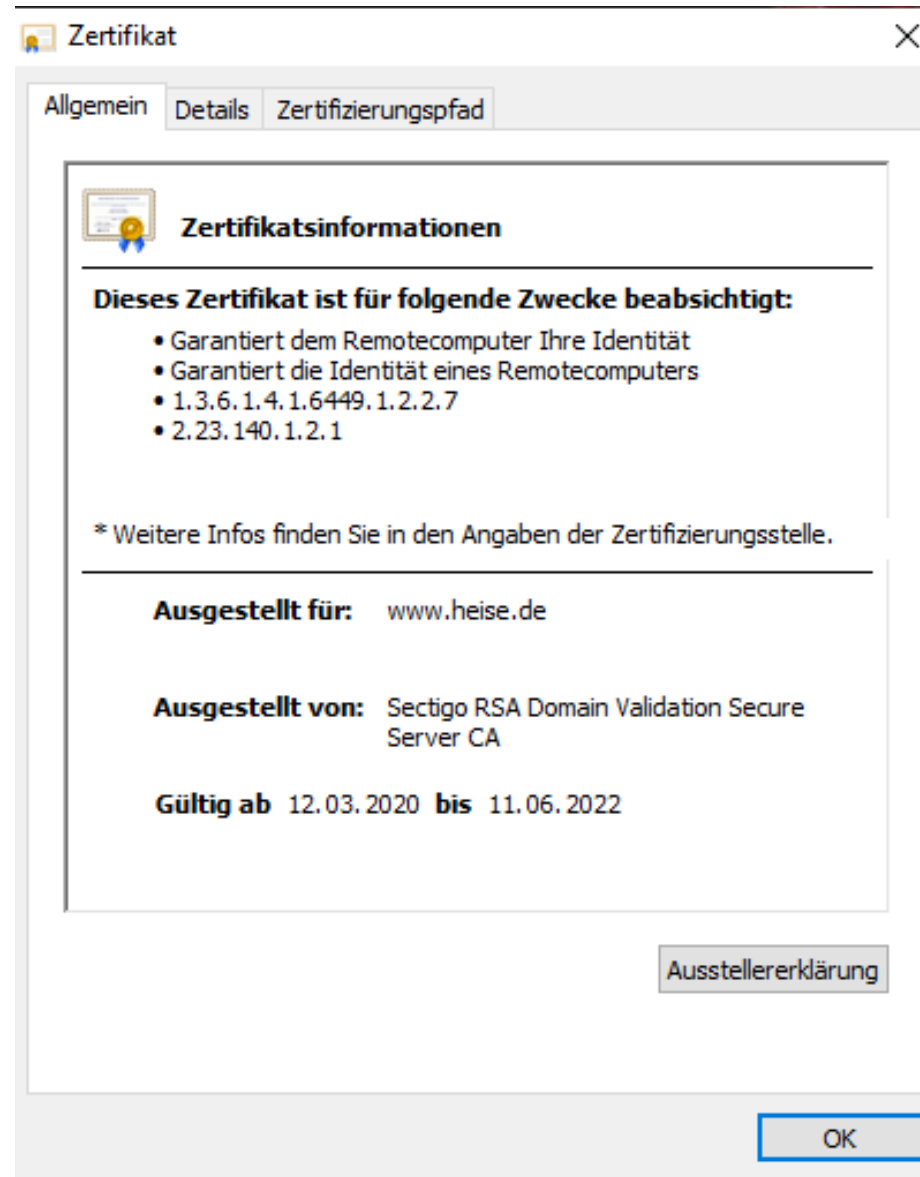 Zertifikat
Allgemein Details Zertifizierungspfad
Zertifikatsinformationen
Dieses Zertifikat ist für folgende Zwecke beabsichtigt:
• Garantiert dem Remotecomputer Ihre Identität
• Garantiert die Identität eines Remotecomputers
• 1.3.6.1.4.1.6449.1.2.2.7
• 2.23.140.1.2.1
* Weitere Infos finden Sie in den Angaben der Zertifizierungsstelle.
Ausgestellt für: www.heise.de
Ausgestellt von: Sectigo RSA Domain Validation Secure
Server CA
Gültig ab 12.03.2020 bis 11.06.2022
Ausstellererklärung
OK